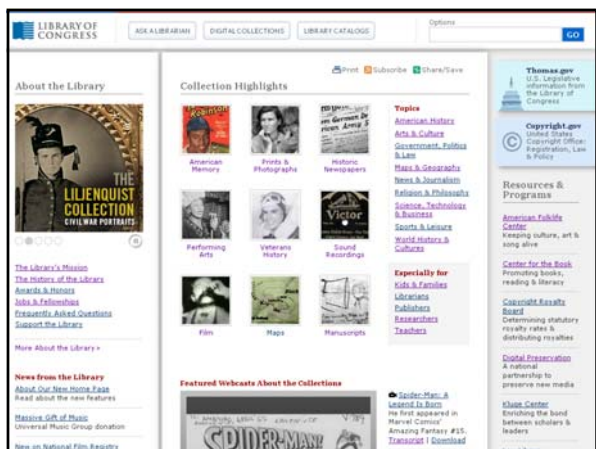 LIBRARY OF
CONGRESS
ASK A LIBRARIAN
DIGITAL COLLECTIONS
LIBRARY CATALOGS
Options
GO
Print
Subscribe
Share/Save
About the Library
THE
LILJENQUIST
COLLECTION
CIVIL WAR PORTRAITS
The Library's Mission
The History of the Library
Awards & Honors
Jobs & Fellowships
Frequently Asked Questions
Support the Library
More About the Library >
News from the Library
About Our New Home Page
Read about the new features
Massive Gift of Music
Universal Music Group donation
New on National Film Registry
Collection Highlights
Robinson
American
Memory
Prints &
Photographs
Historic
Newspapers
Performing
Arts
Veterans
History
Victor
Sound
Recordings
Film
Maps
Manuscripts
Topics
American History
Arts & Culture
Government, Politics
& Law
Maps & Geography
News & Journalism
Religion & Philosophy
Science, Technology
& Business
Sports & Leisure
World History &
Cultures
Especially for
Kids & Families
Librarians
Publishers
Researchers
Teachers
Featured Webcasts About the Collections
SPIDER-MAN!
Spider-Man: A
Legend Is Born
He first appeared in
Marvel Comics'
Amazing Fantasy #15.
Transcript | Download
Thomas.gov
U.S. Legislative
information from
the Library of
Congress
©
Copyright.gov
United States
Copyright Office:
Registration, Law
& Policy
Resources &
Programs
American Folklife
Center
Keeping culture, art &
song alive
Center for the Book
Promoting books,
reading & literacy
Copyright Royalty
Board
Determining statutory
royalty rates &
distributing royalties
Digital Preservation
A national
partnership to
preserve new media
Kluge Center
Enriching the bond
between scholars &
leaders